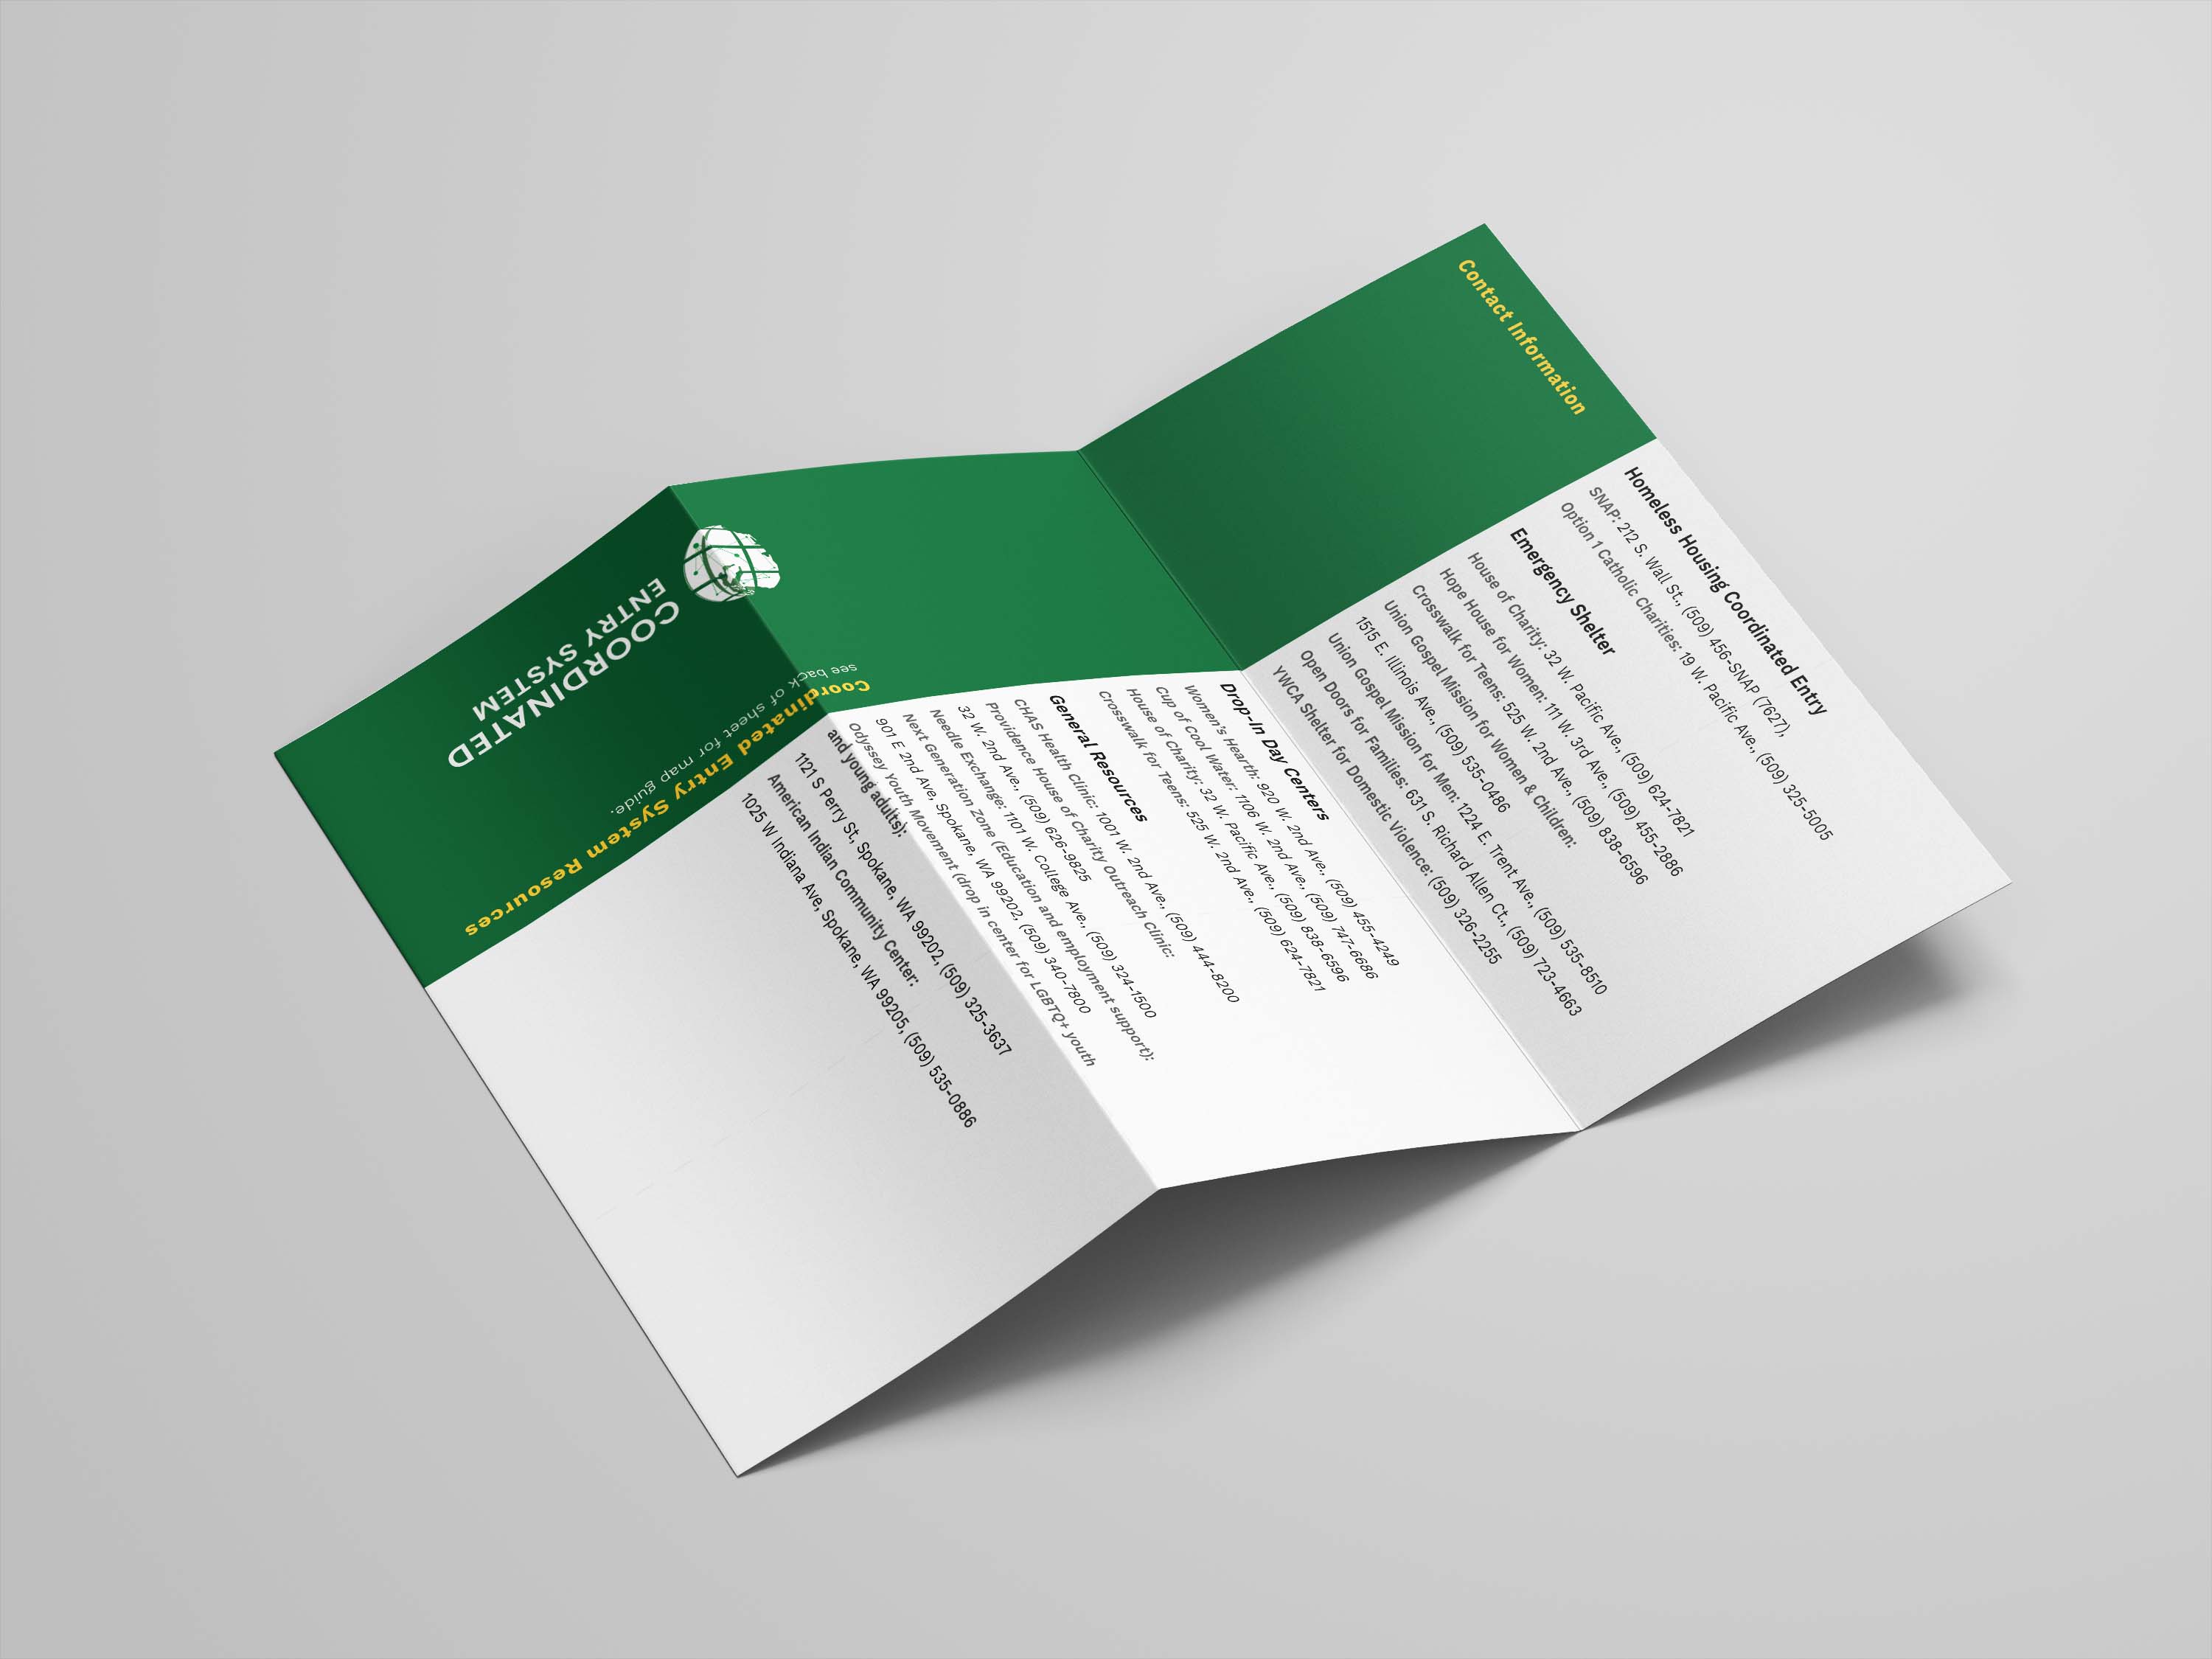 COORDINATED
ENTRY SYSTEM
Coordinated Entry System Resources
see back of sheet for map guide.
Contact Information
Homeless Housing Coordinated Entry
SNAP: 212 S. Wall St., (509) 456-SNAP (7627),
Option 1 Catholic Charities: 19 W. Pacific Ave., (509) 325-5005
Emergency Shelter
House of Charity: 32 W. Pacific Ave., (509) 624-7821
Hope House for Women: 111 W. 3rd Ave., (509) 455-2886
Crosswalk for Teens: 525 W. 2nd Ave., (509) 838-6596
Union Gospel Mission for Women & Children:
1515 E. Illinois Ave., (509) 535-0486
Union Gospel Mission for Men: 1224 E. Trent Ave., (509) 535-8510
Open Doors for Families: 631 S. Richard Allen Ct., (509) 723-4663
YWCA Shelter for Domestic Violence: (509) 326-2255
Drop-In Day Centers
Women's Hearth: 920 W. 2nd Ave., (509) 455-4249
Cup of Cool Water: 1106 W. 2nd Ave., (509) 747-6686
House of Charity: 32 W. Pacific Ave., (509) 838-6596
Crosswalk for Teens: 525 W. 2nd Ave., (509) 624-7821
General Resources
CHAS Health Clinic: 1001 W. 2nd Ave., (509) 444-8200
Providence House of Charity Outreach Clinic:
32 W. 2nd Ave., (509) 626-9825
Needle Exchange: 1101 W. College Ave., (509) 324-1500
Next Generation Zone (Education and employment support):
901 E 2nd Ave, Spokane, WA 99202, (509) 340-7800
Odyssey Youth Movement (drop in center for LGBTQ+ youth
and young adults):
1121 S Perry St, Spokane, WA 99202, (509) 325-3637
American Indian Community Center:
1025 W Indiana Ave, Spokane, WA 99205, (509) 535-0886